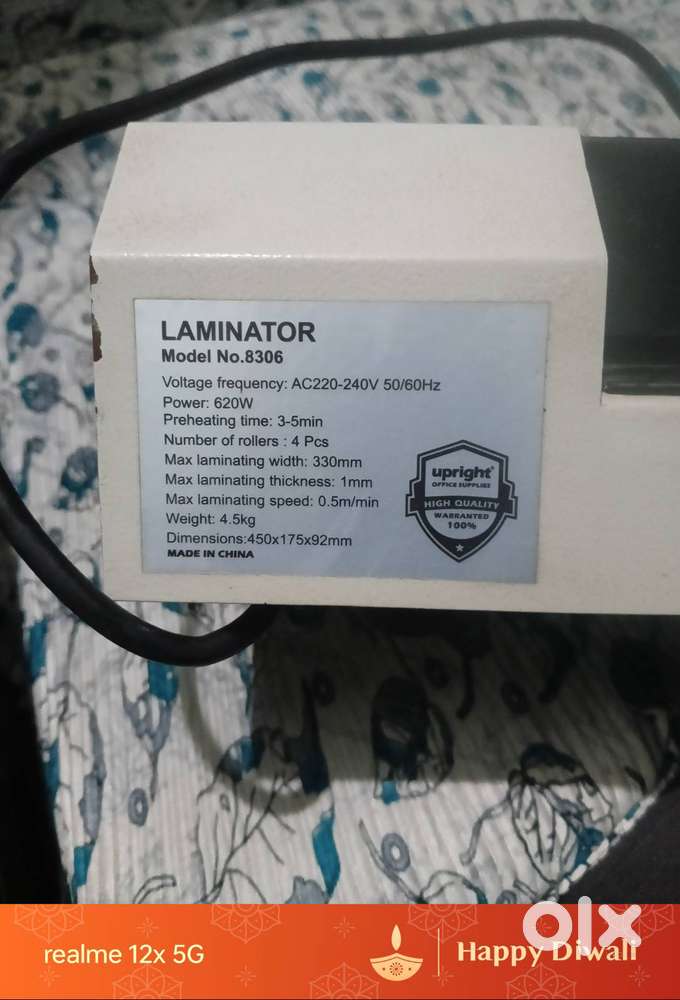 LAMINATOR
Model No.8306
Voltage frequency: AC220-240V 50/60Hz
Power: 620W
Preheating time: 3-5min
Number of rollers : 4 Pcs
Max laminating width: 330mm
Max laminating thickness: 1mm
Max laminating speed: 0.5m/min
Weight: 4.5kg
Dimensions:450x175x92mm
MADE IN CHINA
upright®
OFFICE SUPPLIES
HIGH QUALITY
WARRANTED
100%
realme 12x 5G
Happy Diwali
olx